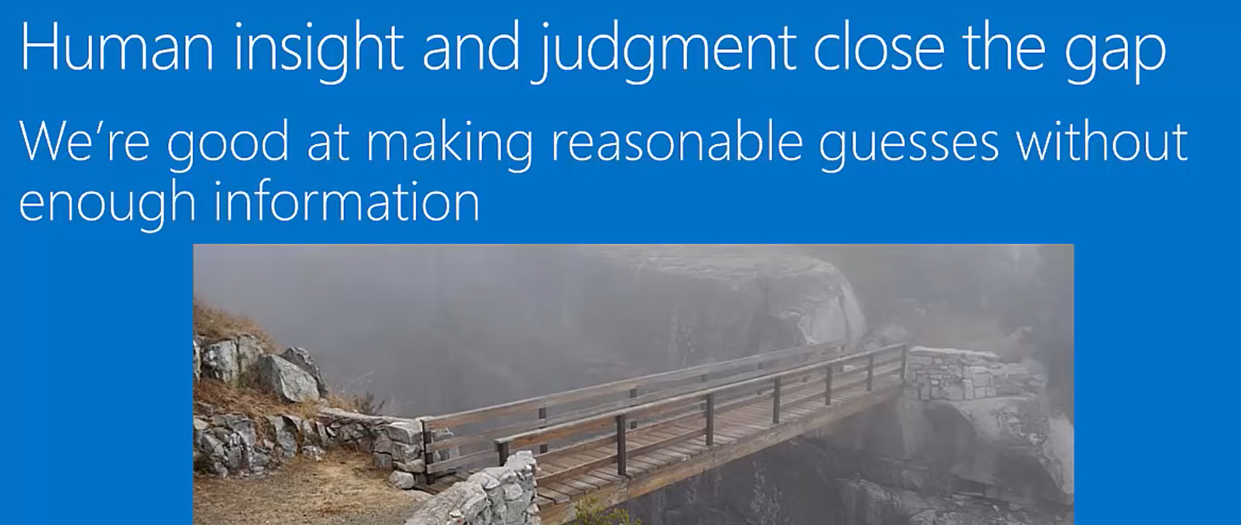 Human insight and judgment close the gap
We're good at making reasonable guesses without
enough information